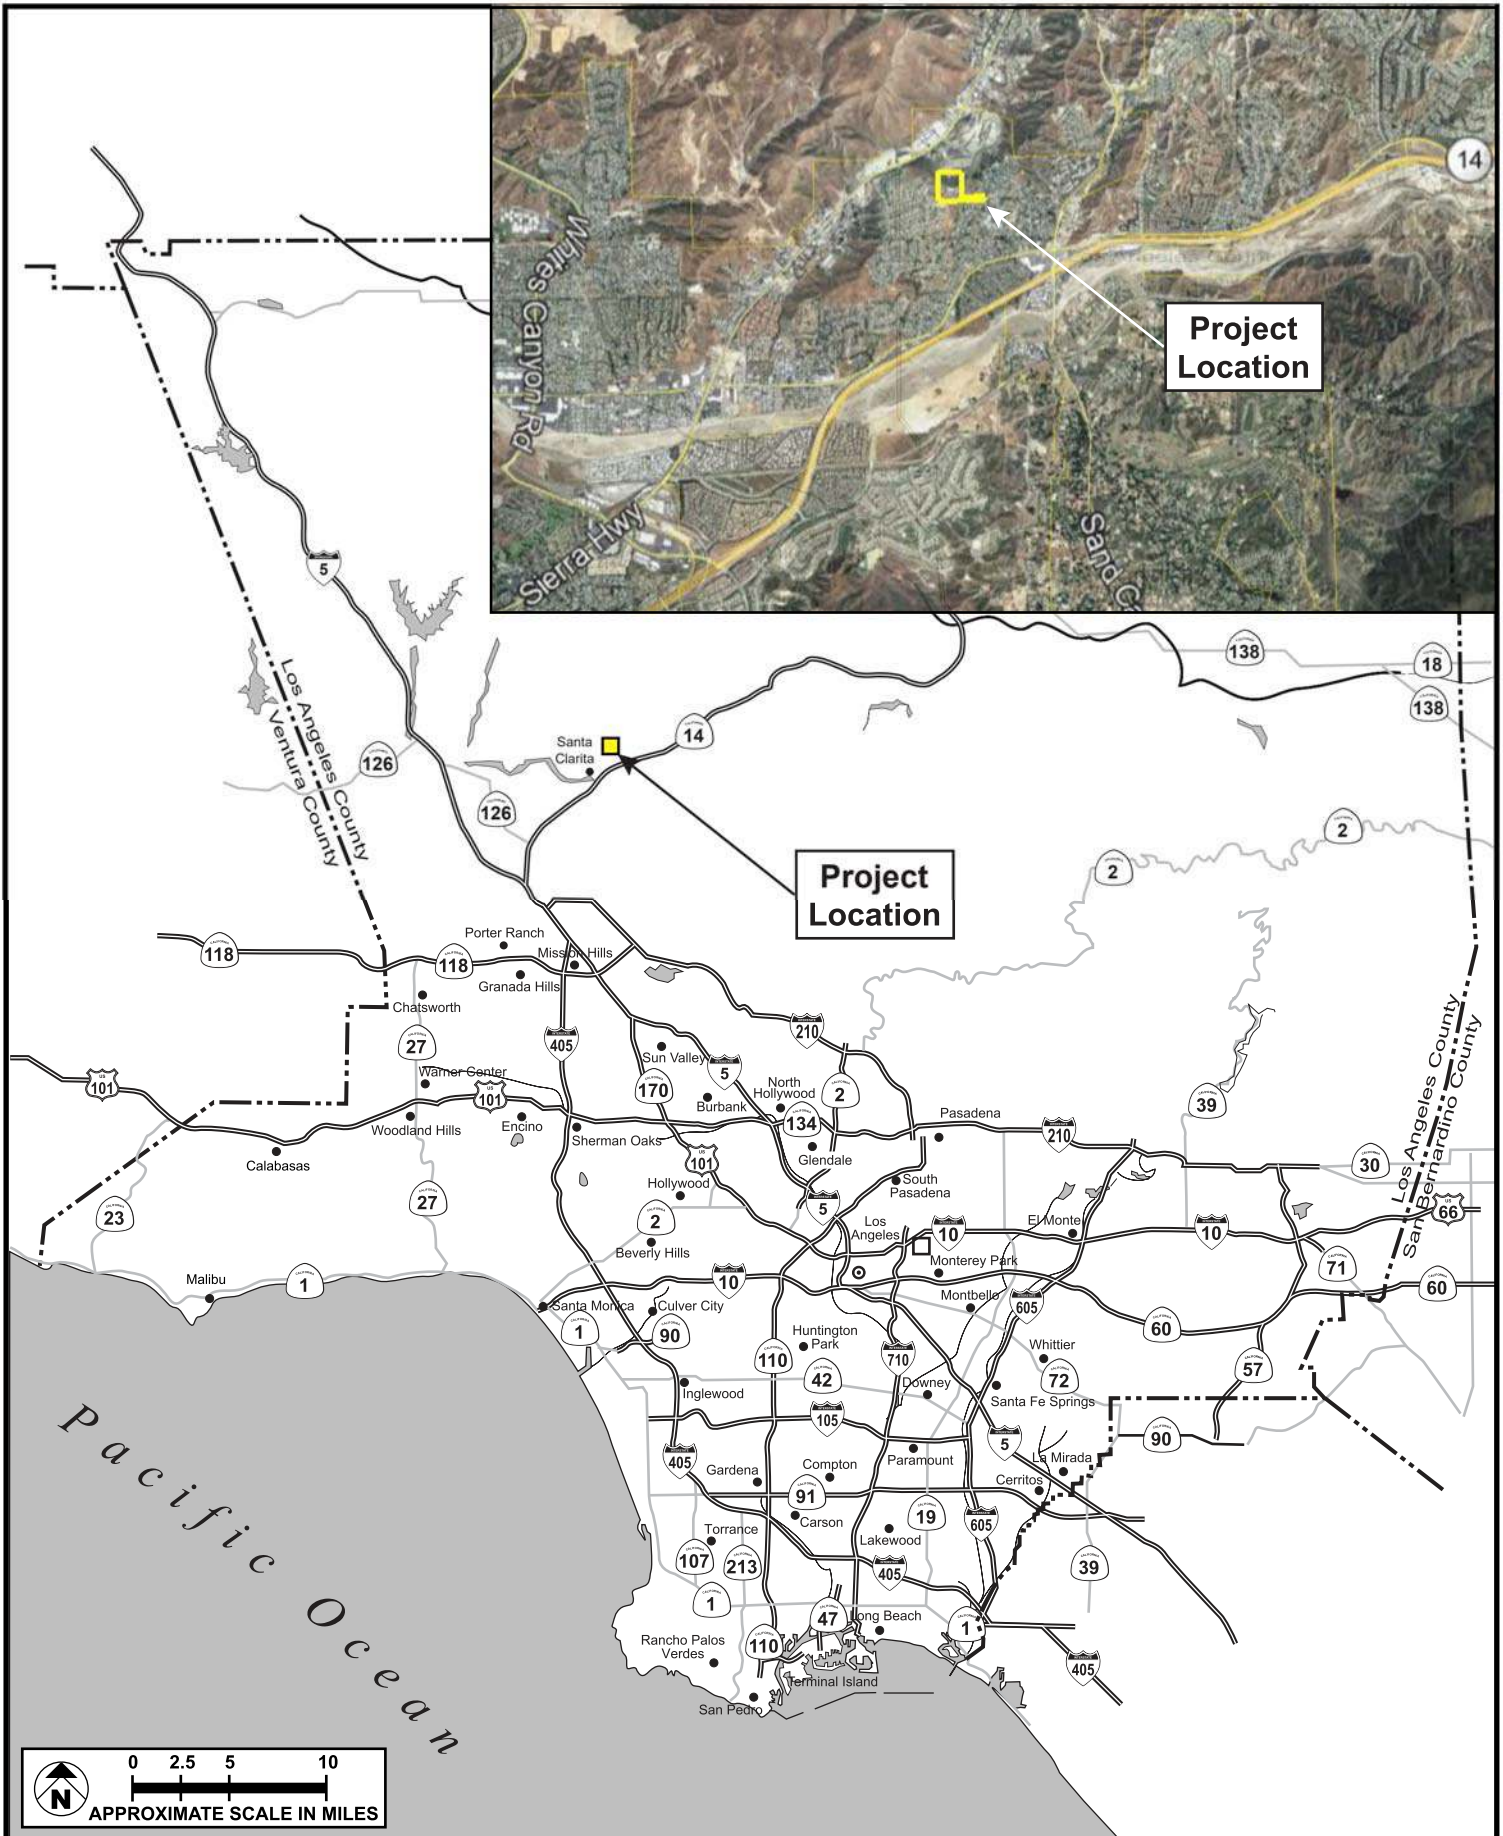 14
Project
Location
Whites Canyon Rd
Sierra Hwy
Sand Ca
5
138
18
138
Los Angeles County
Ventura County
14
Santa
Clarita
126
126
2
2
Project
Location
Porter Ranch
118
118
Mission Hills
Granada Hills
Chatsworth
27
405
210
Sun Valley
5
Warner Center
101
101
170
North
Hollywood
2
Burbank
134
39
Pasadena
Woodland Hills
Encino
Sherman Oaks
210
Calabasas
101
Glendale
30
Los Angeles County
San Bernardino County
23
27
Hollywood
South
Pasadena
5
66
2
Los
Angeles
10
El Monte
10
Beverly Hills
Monterey Park
71
Malibu
1
10
60
Montbello
Santa Monica
Culver City
605
1
90
Huntington
Park
60
110
710
Whittier
57
42
72
Inglewood
Downey
Santa Fe Springs
105
90
5
405
Paramount
La Mirada
Gardena
Compton
Cerritos
91
Carson
19
605
Torrance
Lakewood
107
213
405
39
1
47
Long Beach
1
110
Rancho Palos
Verdes
405
Terminal Island
San Pedro
Pacific Ocean
0 2.5 5 10
N
APPROXIMATE SCALE IN MILES